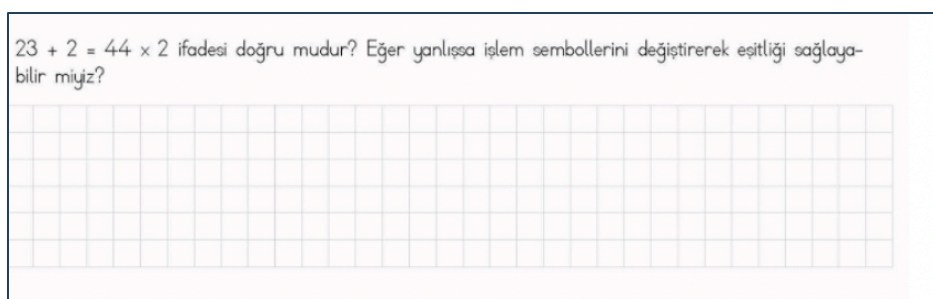 23 + 2 = 44 x 2 ifadesi doğru mudur? Eğer yanlışsa işlem sembollerini değiştirerek eşitliği sağlaya-
bilir miyiz?